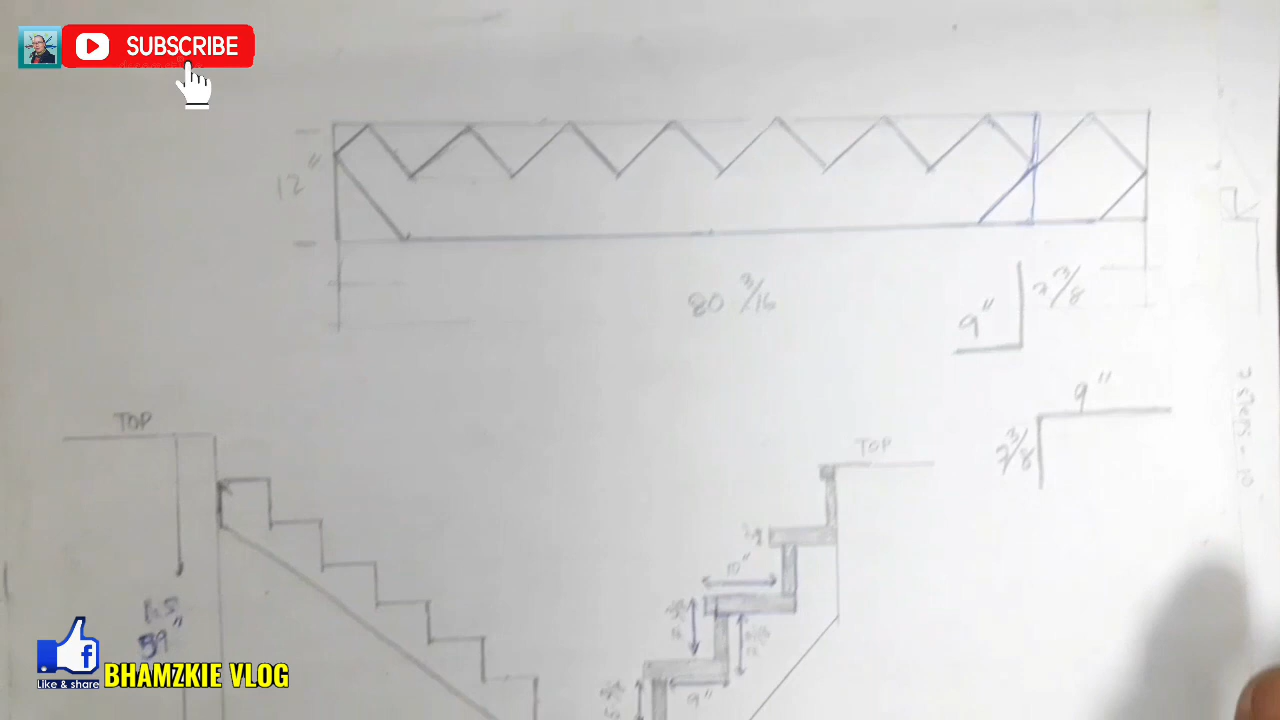 SUBSCRIBE
12"
80 3/16
9"
7 3/8
9"
7 3/8
TOP
TOP
10"
9"
59"
Like & share
BHAMZKIE VLOG